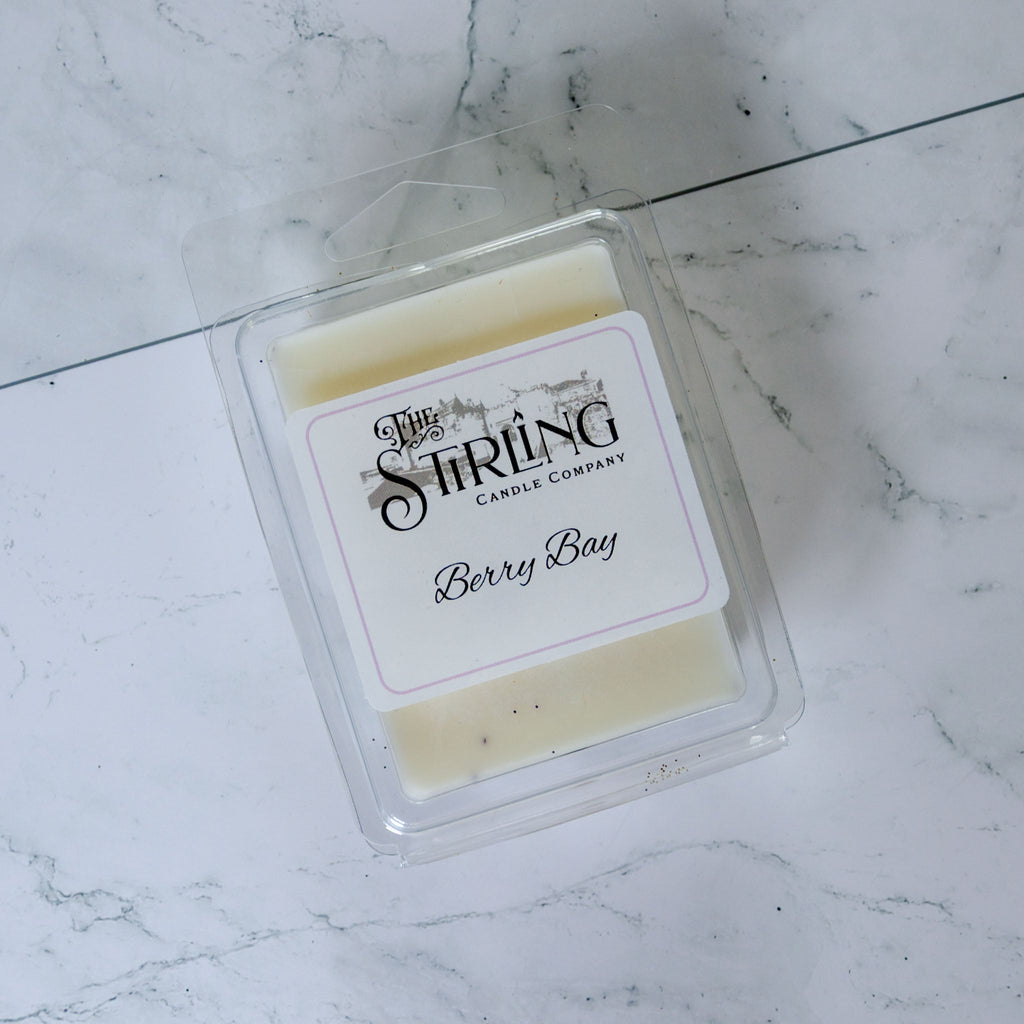 The
Stirling
Candle Company
Berry Bay